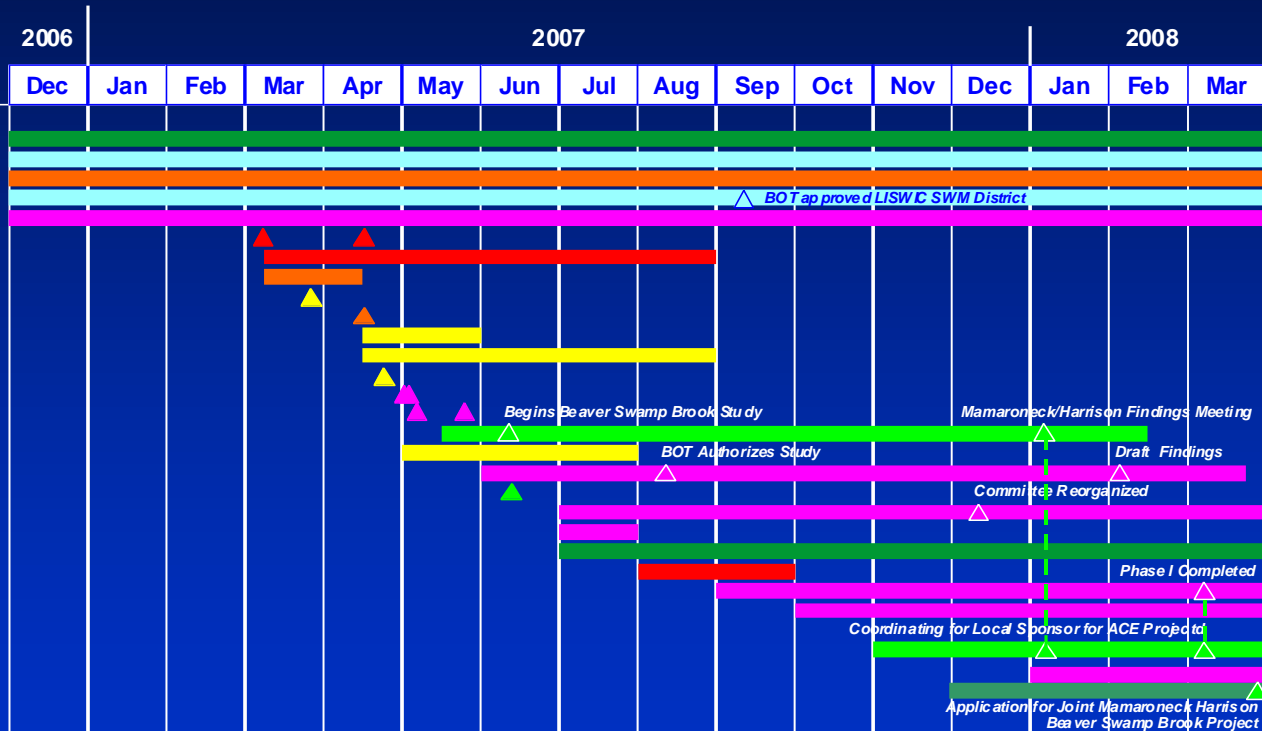 2006 2007 2008
Dec Jan Feb Mar Apr May Jun Jul Aug Sep Oct Nov Dec Jan Feb Mar
BOT approved LISWIC SWM District
Begins Beaver Swamp Brook Study Mamaroneck/Harrison Findings Meeting
BOT Authorizes Study Draft Findings
Committee Reorganized
Phase I Completed
Coordinating for Local Sponsor for ACE Projectd
Application for Joint Mamaroneck Harrison
Beaver Swamp Brook Project